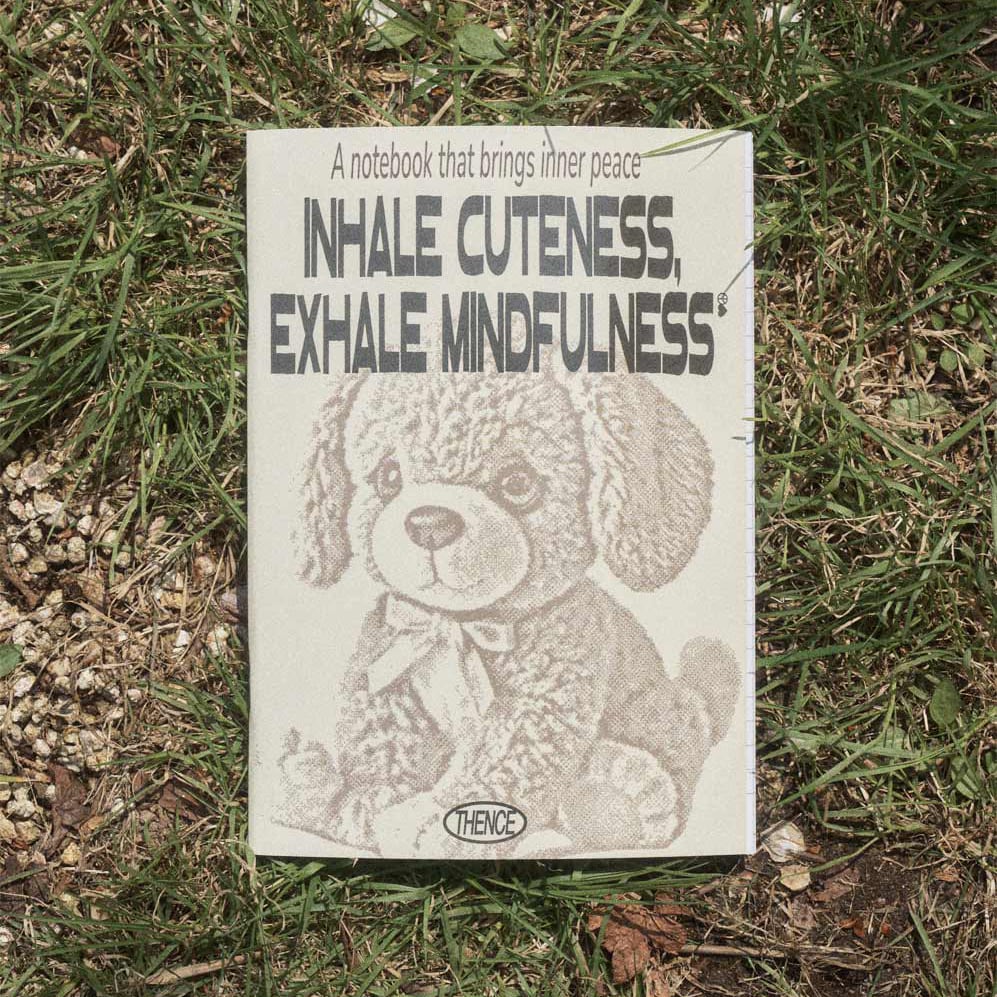 A notebook that brings inner peace
INHALE CUTENESS,
EXHALE MINDFULNESS
THENCE